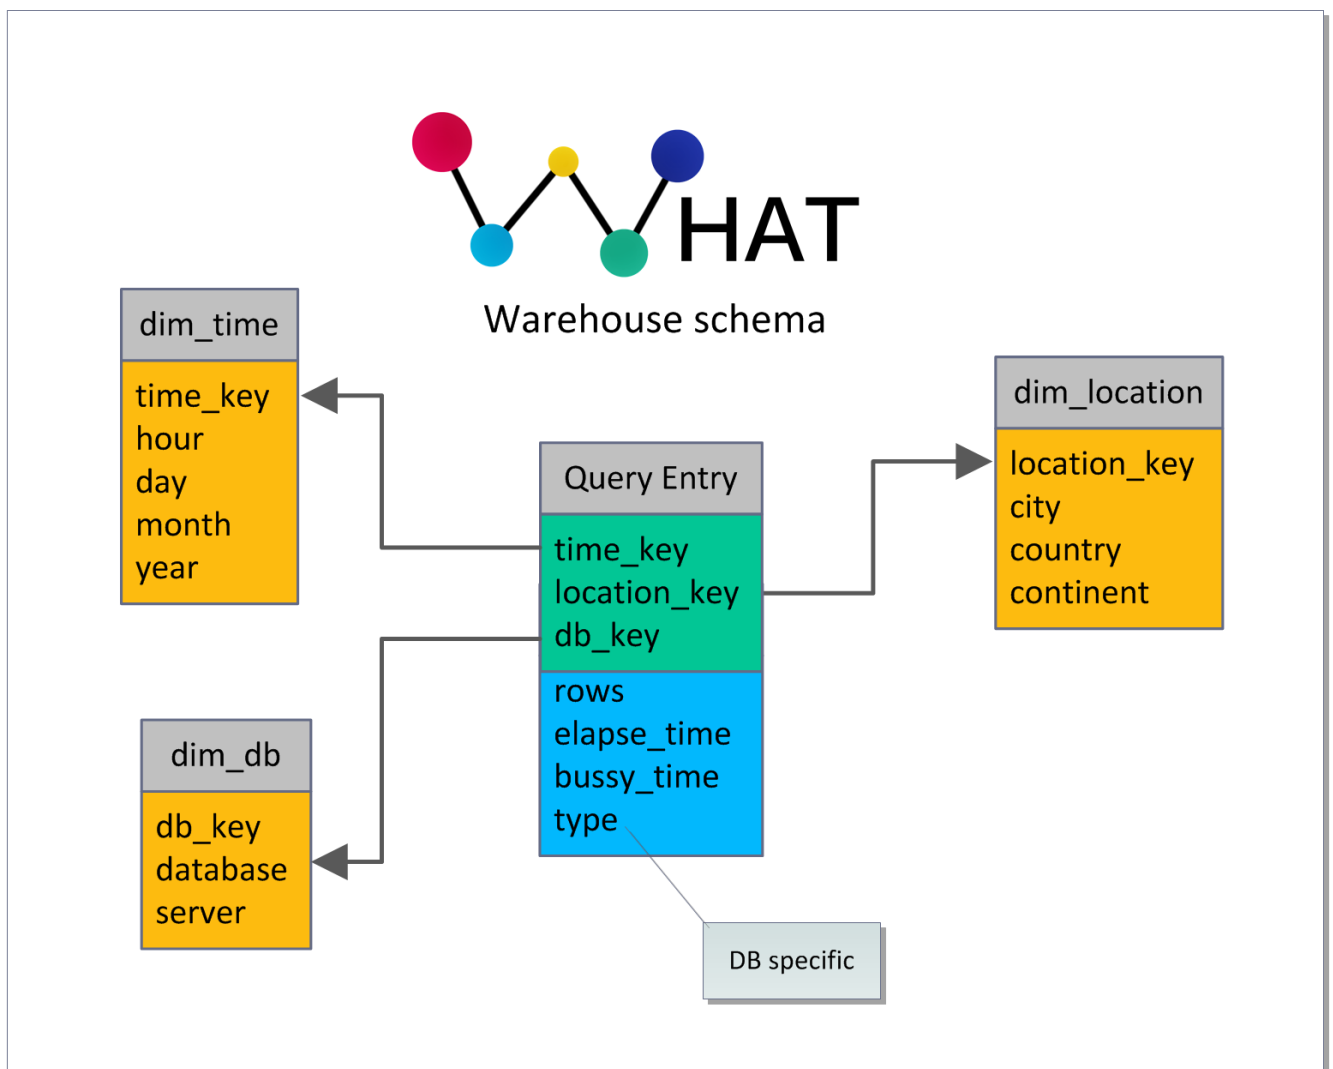 WHAT
Warehouse schema
dim_time
time_key
hour
day
month
year
dim_location
location_key
city
country
continent
Query Entry
time_key
location_key
db_key
rows
elapse_time
bussy_time
type
dim_db
db_key
database
server
DB specific